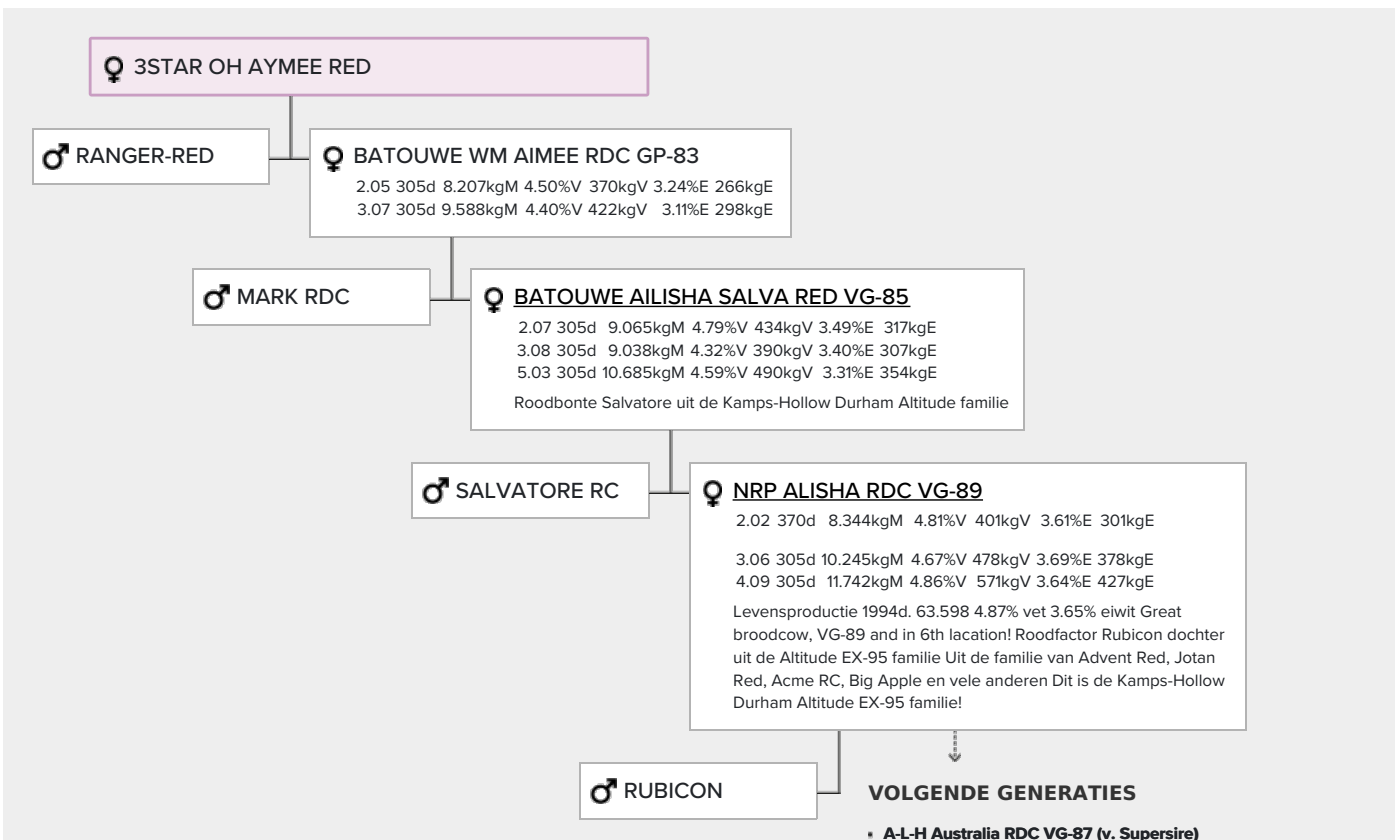 3STAR OH AYMEE RED
RANGER-RED
BATOUWE WM AIMEE RDC GP-83
2.05 305d 8.207kgM 4.50%V 370kgV 3.24%E 266kgE
3.07 305d 9.588kgM 4.40%V 422kgV 3.11%E 298kgE
MARK RDC
BATOUWE AILISHA SALVA RED VG-85
2.07 305d 9.065kgM 4.79%V 434kgV 3.49%E 317kgE
3.08 305d 9.038kgM 4.32%V 390kgV 3.40%E 307kgE
5.03 305d 10.685kgM 4.59%V 490kgV 3.31%E 354kgE
Roodbonte Salvatore uit de Kamps-Hollow Durham Altitude familie
SALVATORE RC
NRP ALISHA RDC VG-89
2.02 370d 8.344kgM 4.81%V 401kgV 3.61%E 301kgE
3.06 305d 10.245kgM 4.67%V 478kgV 3.69%E 378kgE
4.09 305d 11.742kgM 4.86%V 571kgV 3.64%E 427kgE
Levensproductie 1994d. 63.598 4.87% vet 3.65% eiwit Great
broodcow, VG-89 and in 6th lacation! Roodfactor Rubicon dochter
uit de Altitude EX-95 familie Uit de familie van Advent Red, Jotan
Red, Acme RC, Big Apple en vele anderen Dit is de Kamps-Hollow
Durham Altitude EX-95 familie!
RUBICON
VOLGENDE GENERATIES
A-L-H Australia RDC VG-87 (v. Supersire)